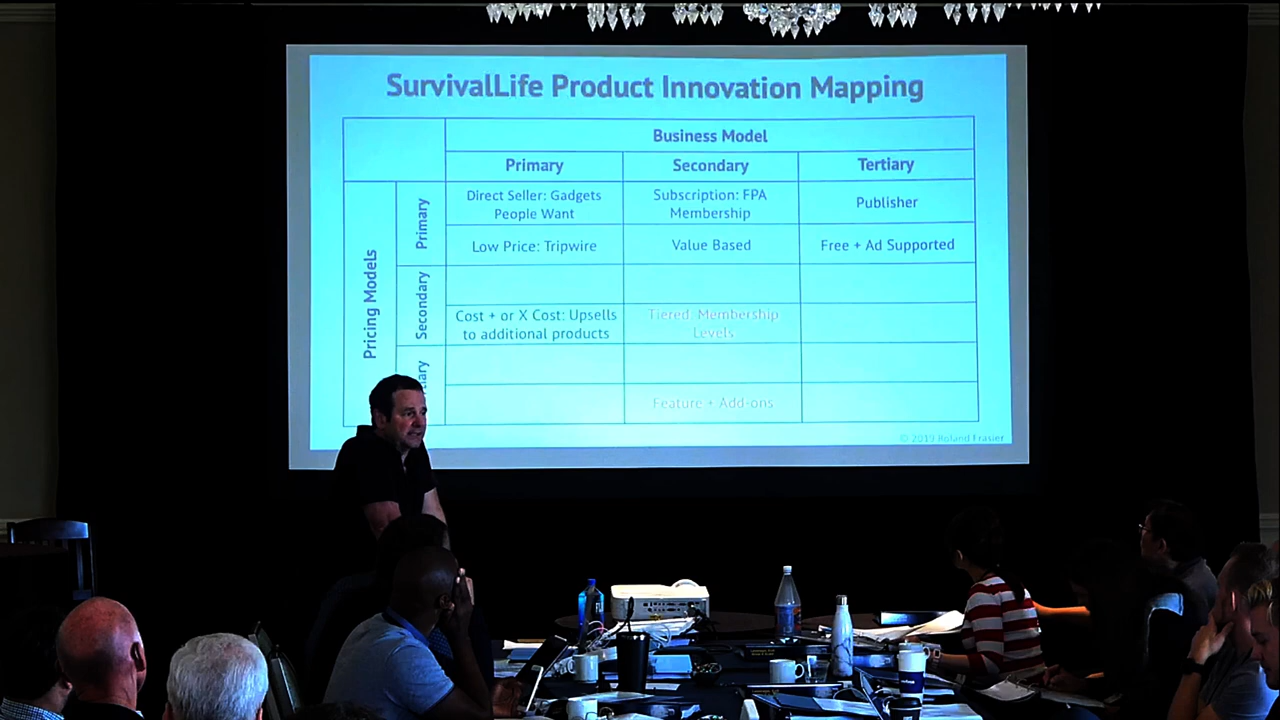 SurvivalLife Product Innovation Mapping
Business Model
Primary Secondary Tertiary
Pricing Models
Primary
Direct Seller: Gadgets
People Want
Subscription: FPA
Membership
Publisher
Low Price: Tripwire
Value Based
Free + Ad Supported
Secondary
Cost + or X Cost: Upsells
to additional products
Tiered, Membership
Levels
iary
Feature + Add-ons
© 2019 Roland Frasier